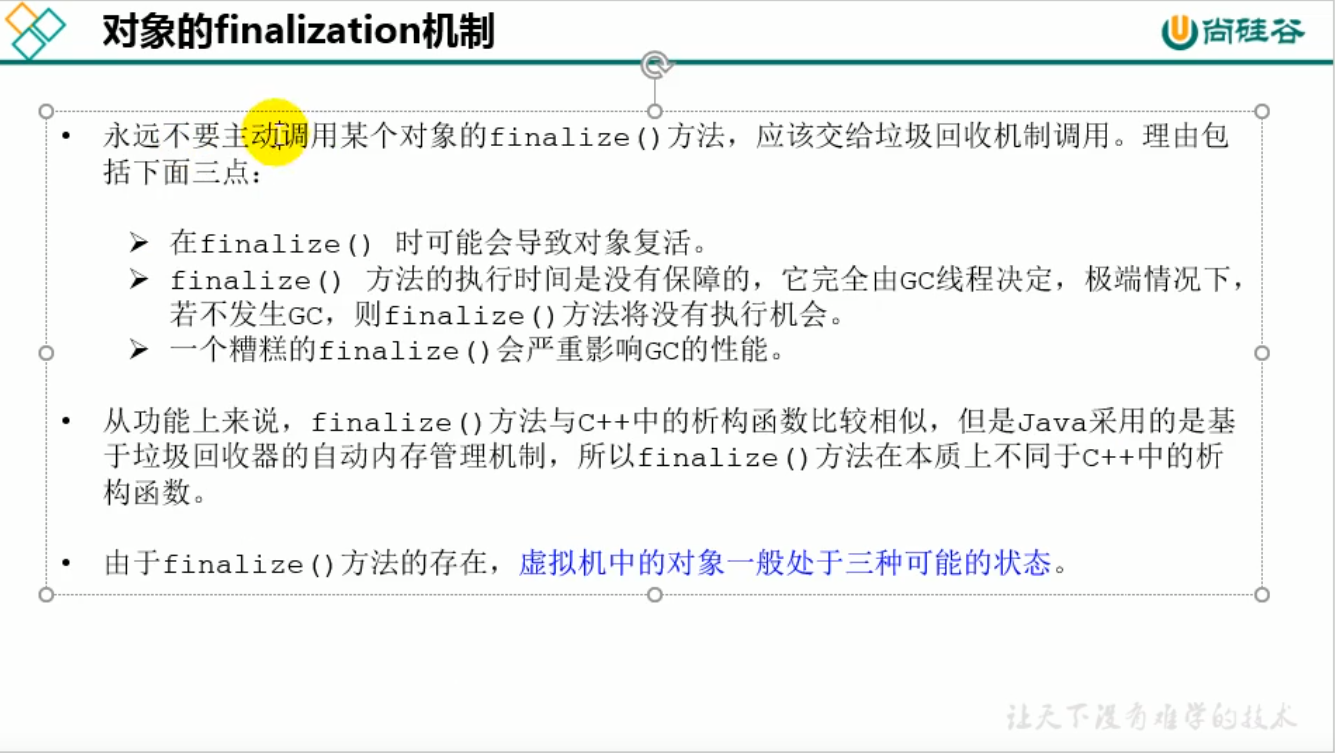 对象的finalization机制
尚硅谷
• 永远不要主动调用某个对象的finalize()方法，应该交给垃圾回收机制调用。理由包
括下面三点：
➢ 在finalize() 时可能会导致对象复活。
➢ finalize() 方法的执行时间是没有保障的，它完全由GC线程决定，极端情况下，
若不发生GC，则finalize()方法将没有执行机会。
➢ 一个糟糕的finalize()会严重影响GC的性能。
• 从功能上来说，finalize()方法与C++中的析构函数比较相似，但是Java采用的是基
于垃圾回收器的自动内存管理机制，所以finalize()方法在本质上不同于C++中的析
构函数。
• 由于finalize()方法的存在，虚拟机中的对象一般处于三种可能的状态。
让天下没有难学的技术